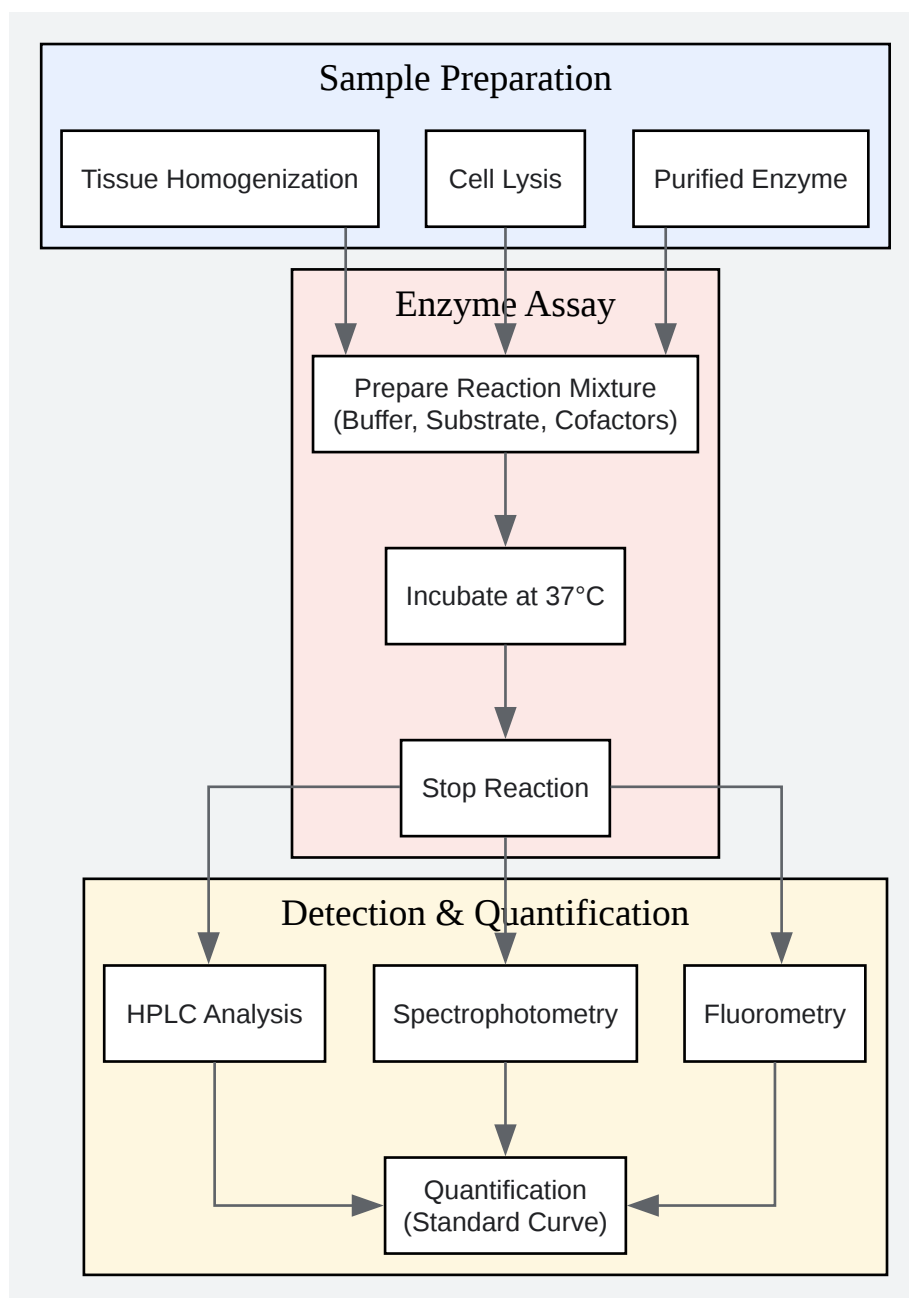 Sample Preparation
Tissue Homogenization
Cell Lysis
Purified Enzyme
Enzyme Assay
Prepare Reaction Mixture
(Buffer, Substrate, Cofactors)
Incubate at 37°C
Stop Reaction
Detection & Quantification
HPLC Analysis
Spectrophotometry
Fluorometry
Quantification
(Standard Curve)